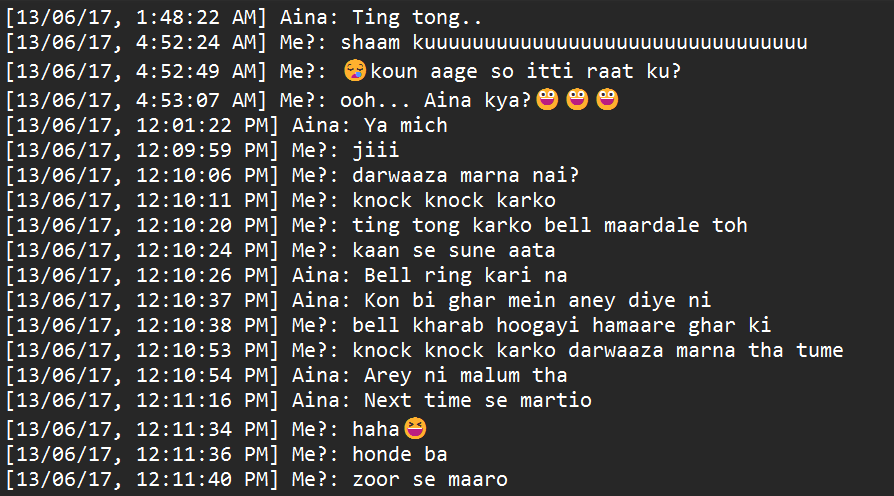 [13/06/17, 1:48:22 AM] Aina: Ting tong..
[13/06/17, 4:52:24 AM] Me?: shaam kuuuuuuuuuuuuuuuuuuuuuuuuuuuuuuuu
[13/06/17, 4:52:49 AM] Me?: 😪koun aage so itti raat ku?
[13/06/17, 4:53:07 AM] Me?: ooh... Aina kya?😀😀😀
[13/06/17, 12:01:22 PM] Aina: Ya mich
[13/06/17, 12:09:59 PM] Me?: jiii
[13/06/17, 12:10:06 PM] Me?: darwaaza marna nai?
[13/06/17, 12:10:11 PM] Me?: knock knock karko
[13/06/17, 12:10:20 PM] Me?: ting tong karko bell maardale toh
[13/06/17, 12:10:24 PM] Me?: kaan se sune aata
[13/06/17, 12:10:26 PM] Aina: Bell ring kari na
[13/06/17, 12:10:37 PM] Aina: Kon bi ghar mein aney diye ni
[13/06/17, 12:10:38 PM] Me?: bell kharab hoogayi hamaare ghar ki
[13/06/17, 12:10:53 PM] Me?: knock knock karko darwaaza marna tha tume
[13/06/17, 12:10:54 PM] Aina: Arey ni malum tha
[13/06/17, 12:11:16 PM] Aina: Next time se martio
[13/06/17, 12:11:34 PM] Me?: haha😆
[13/06/17, 12:11:36 PM] Me?: honde ba
[13/06/17, 12:11:40 PM] Me?: zoor se maaro